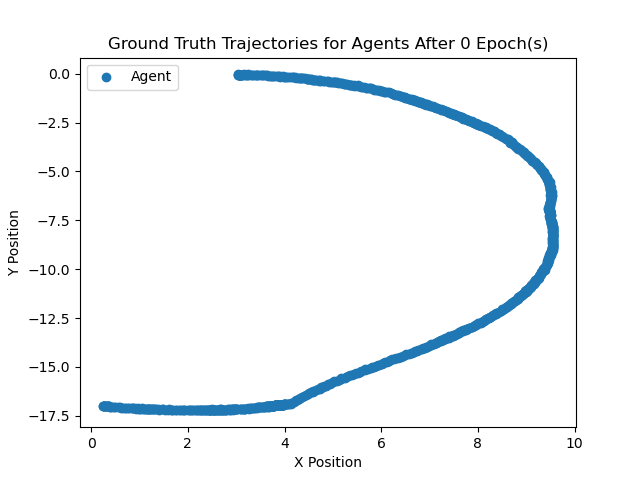 Ground Truth Trajectories for Agents After 0 Epoch(s)
Agent
0.0
−2.5
−5.0
−7.5
−10.0
−12.5
−15.0
−17.5
Y Position
0 2 4 6 8 10
X Position